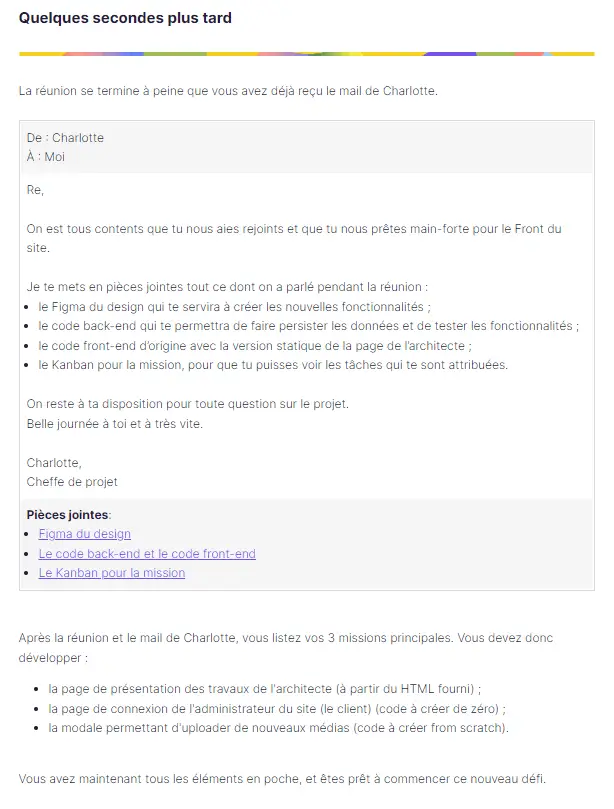 Quelques secondes plus tard
La réunion se termine à peine que vous avez déjà reçu le mail de Charlotte.
De : Charlotte
À : Moi
Re,
On est tous contents que tu nous aies rejoints et que tu nous prêtes main-forte pour le Front du
site.
Je te mets en pièces jointes tout ce dont on a parlé pendant la réunion :
• le Figma du design qui te servira à créer les nouvelles fonctionnalités ;
• le code back-end qui te permettra de faire persister les données et de tester les fonctionnalités ;
• le code front-end d'origine avec la version statique de la page de l'architecte ;
• le Kanban pour la mission, pour que tu puisses voir les tâches qui te sont attribuées.
On reste à ta disposition pour toute question sur le projet.
Belle journée à toi et à très vite.
Charlotte,
Cheffe de projet
Pièces jointes:
• Figma du design
• Le code back-end et le code front-end
• Le Kanban pour la mission
Après la réunion et le mail de Charlotte, vous listez vos 3 missions principales. Vous devez donc
développer :
• la page de présentation des travaux de l'architecte (à partir du HTML fourni) ;
• la page de connexion de l'administrateur du site (le client) (code à créer de zéro) ;
• la modale permettant d'uploader de nouveaux médias (code à créer from scratch).
Vous avez maintenant tous les éléments en poche, et êtes prêt à commencer ce nouveau défi.